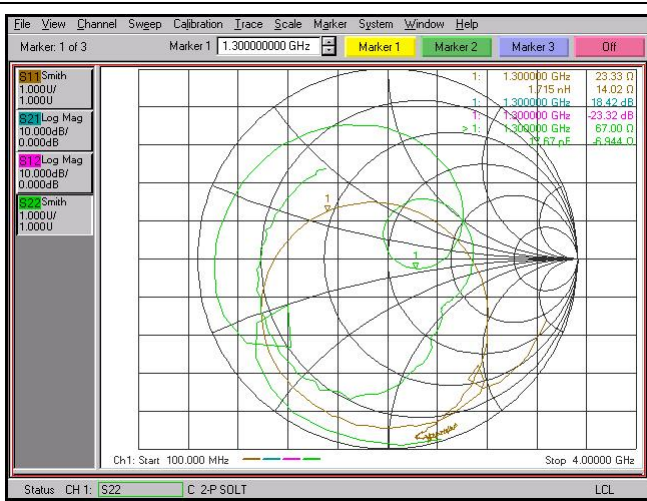 File View Channel Sweep Calibration Trace Scale Marker System Window Help
Marker: 1 of 3 Marker 1 1.300000000 GHz Marker 1 Marker 2 Marker 3 Off
S11 Smith
1.000U/
1.000U
S21 Log Mag
10.000dB/
0.000dB
S12 Log Mag
10.000dB/
0.000dB
S22 Smith
1.000U/
1.000U
1: 1.300000 GHz 23.33 Ω
1.715 nH 14.02 Ω
1: 1.300000 GHz 18.42 dB
1: 1.300000 GHz -23.32 dB
> 1: 1.300000 GHz 67.00 Ω
17.67 pF -6.944 Ω
1
1
Ch1: Start 100.000 MHz Stop 4.00000 GHz
Status CH 1: S22 C 2-P SOLT LCL